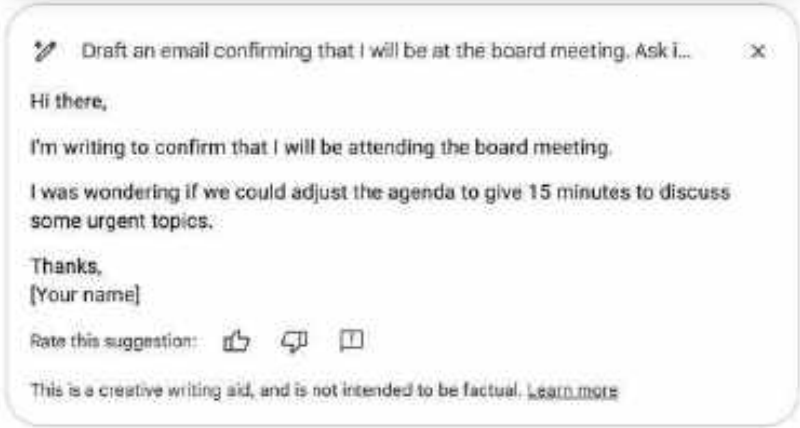 Draft an email confirming that I will be at the board meeting. Ask i...
Hi there,
I'm writing to confirm that I will be attending the board meeting.
I was wondering if we could adjust the agenda to give 15 minutes to discuss
some urgent topics.
Thanks,
[Your name]
Rate this suggestion:
This is a creative writing aid, and is not intended to be factual. Learn more